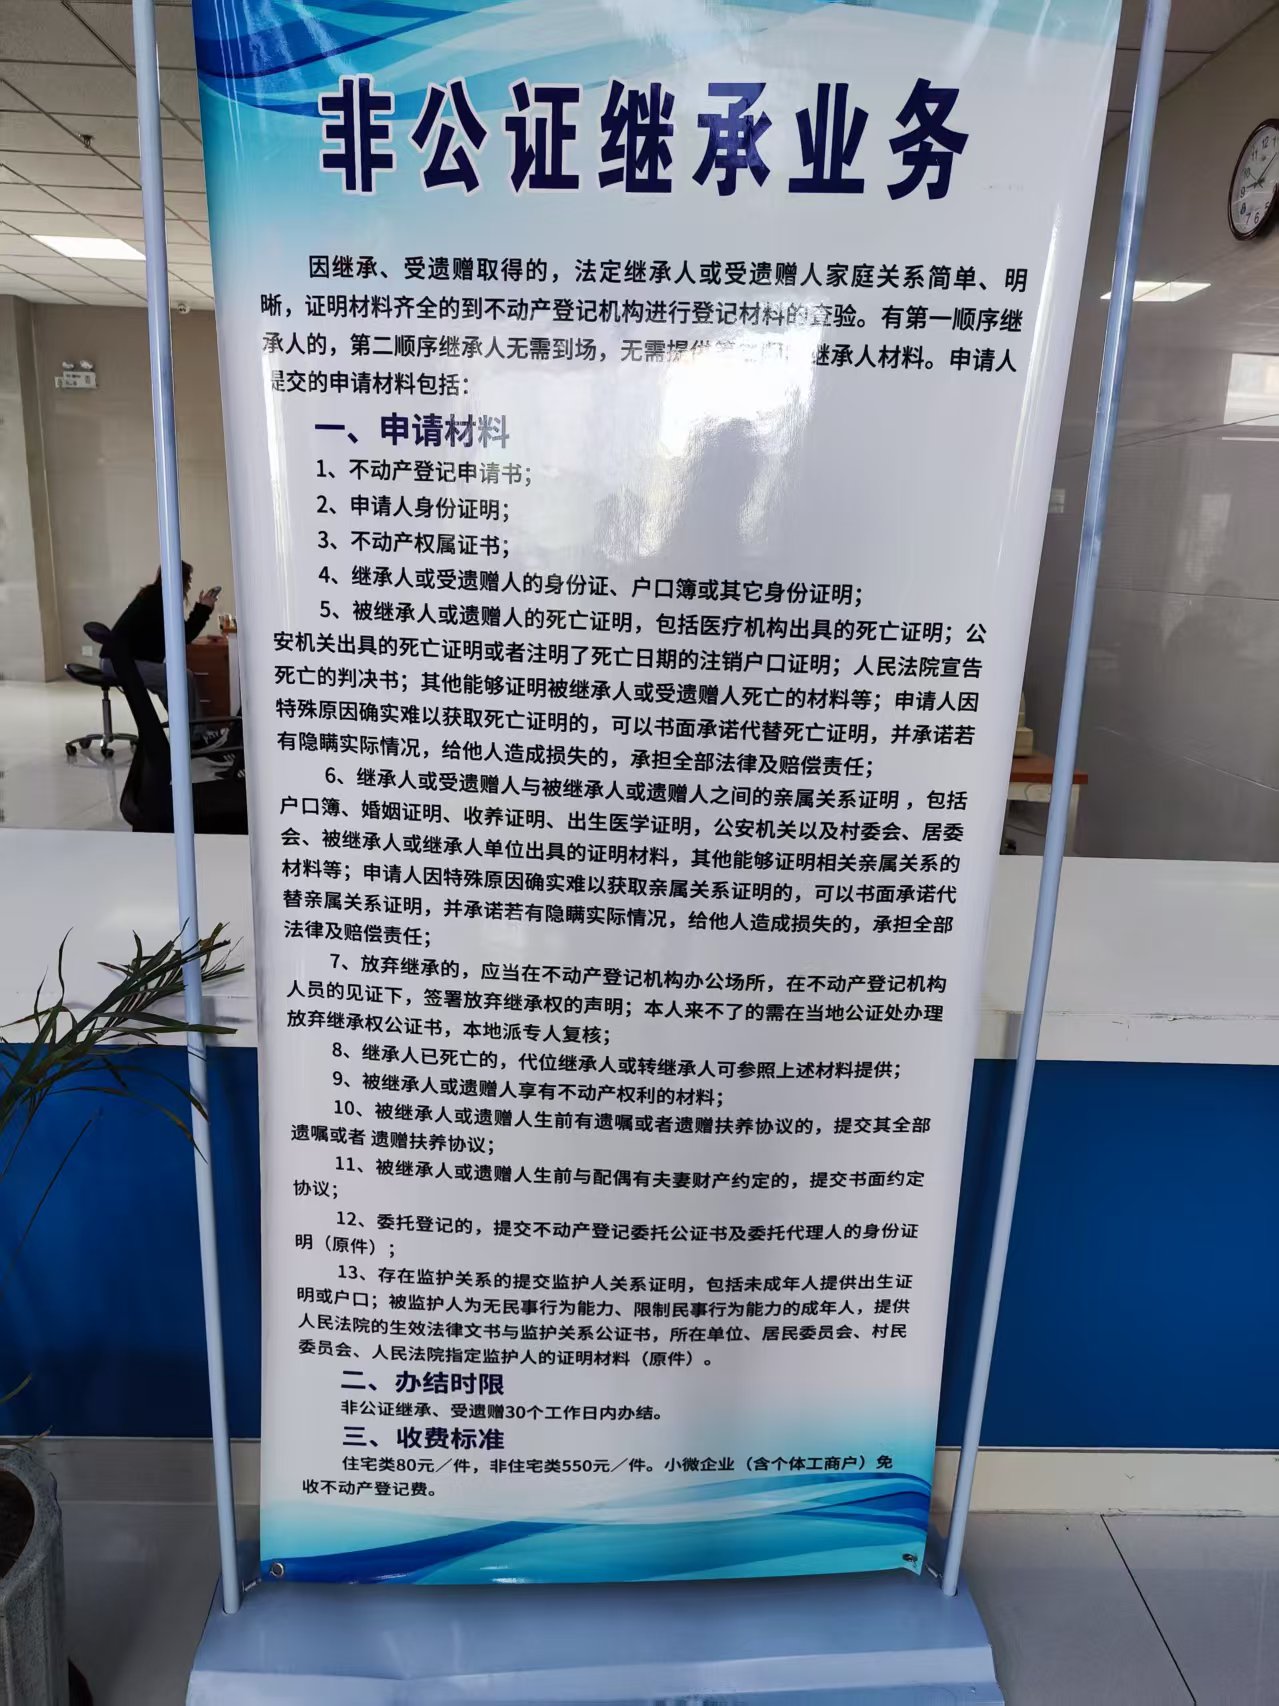 非公证继承业务
因继承、受遗赠取得的，法定继承人或受遗赠人家庭关系简单、明
晰，证明材料齐全的到不动产登记机构进行登记材料的查验。有第一顺序继
承人的，第二顺序继承人无需到场，无需提供 继承人材料。申请人
提交的申请材料包括：
一、申请材料
1、不动产登记申请书；
2、申请人身份证明；
3、不动产权属证书；
4、继承人或受遗赠人的身份证、户口簿或其它身份证明；
5、被继承人或遗赠人的死亡证明，包括医疗机构出具的死亡证明；公
安机关出具的死亡证明或者注明了死亡日期的注销户口证明；人民法院宣告
死亡的判决书；其他能够证明被继承人或受遗赠人死亡的材料等；申请人因
特殊原因确实难以获取死亡证明的，可以书面承诺代替死亡证明，并承诺若
有隐瞒实际情况，给他人造成损失的，承担全部法律及赔偿责任；
6、继承人或受遗赠人与被继承人或遗赠人之间的亲属关系证明，包括
户口簿、婚姻证明、收养证明、出生医学证明，公安机关以及村委会、居委
会、被继承人或继承人单位出具的证明材料，其他能够证明相关亲属关系的
材料等；申请人因特殊原因确实难以获取亲属关系证明的，可以书面承诺代
替亲属关系证明，并承诺若有隐瞒实际情况，给他人造成损失的，承担全部
法律及赔偿责任；
7、放弃继承的，应当在不动产登记机构办公场所，在不动产登记机构
人员的见证下，签署放弃继承权的声明；本人来不了的需在当地公证处办理
放弃继承权公证书，本地派专人复核；
8、继承人已死亡的，代位继承人或转继承人可参照上述材料提供；
9、被继承人或遗赠人享有不动产权利的材料；
10、被继承人或遗赠人生前有遗嘱或者遗赠扶养协议的，提交其全部
遗嘱或者 遗赠扶养协议；
11、被继承人或遗赠人生前与配偶有夫妻财产约定的，提交书面约定
协议；
12、委托登记的，提交不动产登记委托公证书及委托代理人的身份证
明（原件）；
13、存在监护关系的提交监护人关系证明，包括未成年人提供出生证
明或户口；被监护人为无民事行为能力、限制民事行为能力的成年人，提供
人民法院的生效法律文书与监护关系公证书，所在单位、居民委员会、村民
委员会、人民法院指定监护人的证明材料（原件）。
二、办结时限
非公证继承、受遗赠30个工作日内办结。
三、收费标准
住宅类80元／件，非住宅类550元／件。小微企业（含个体工商户）免
收不动产登记费。